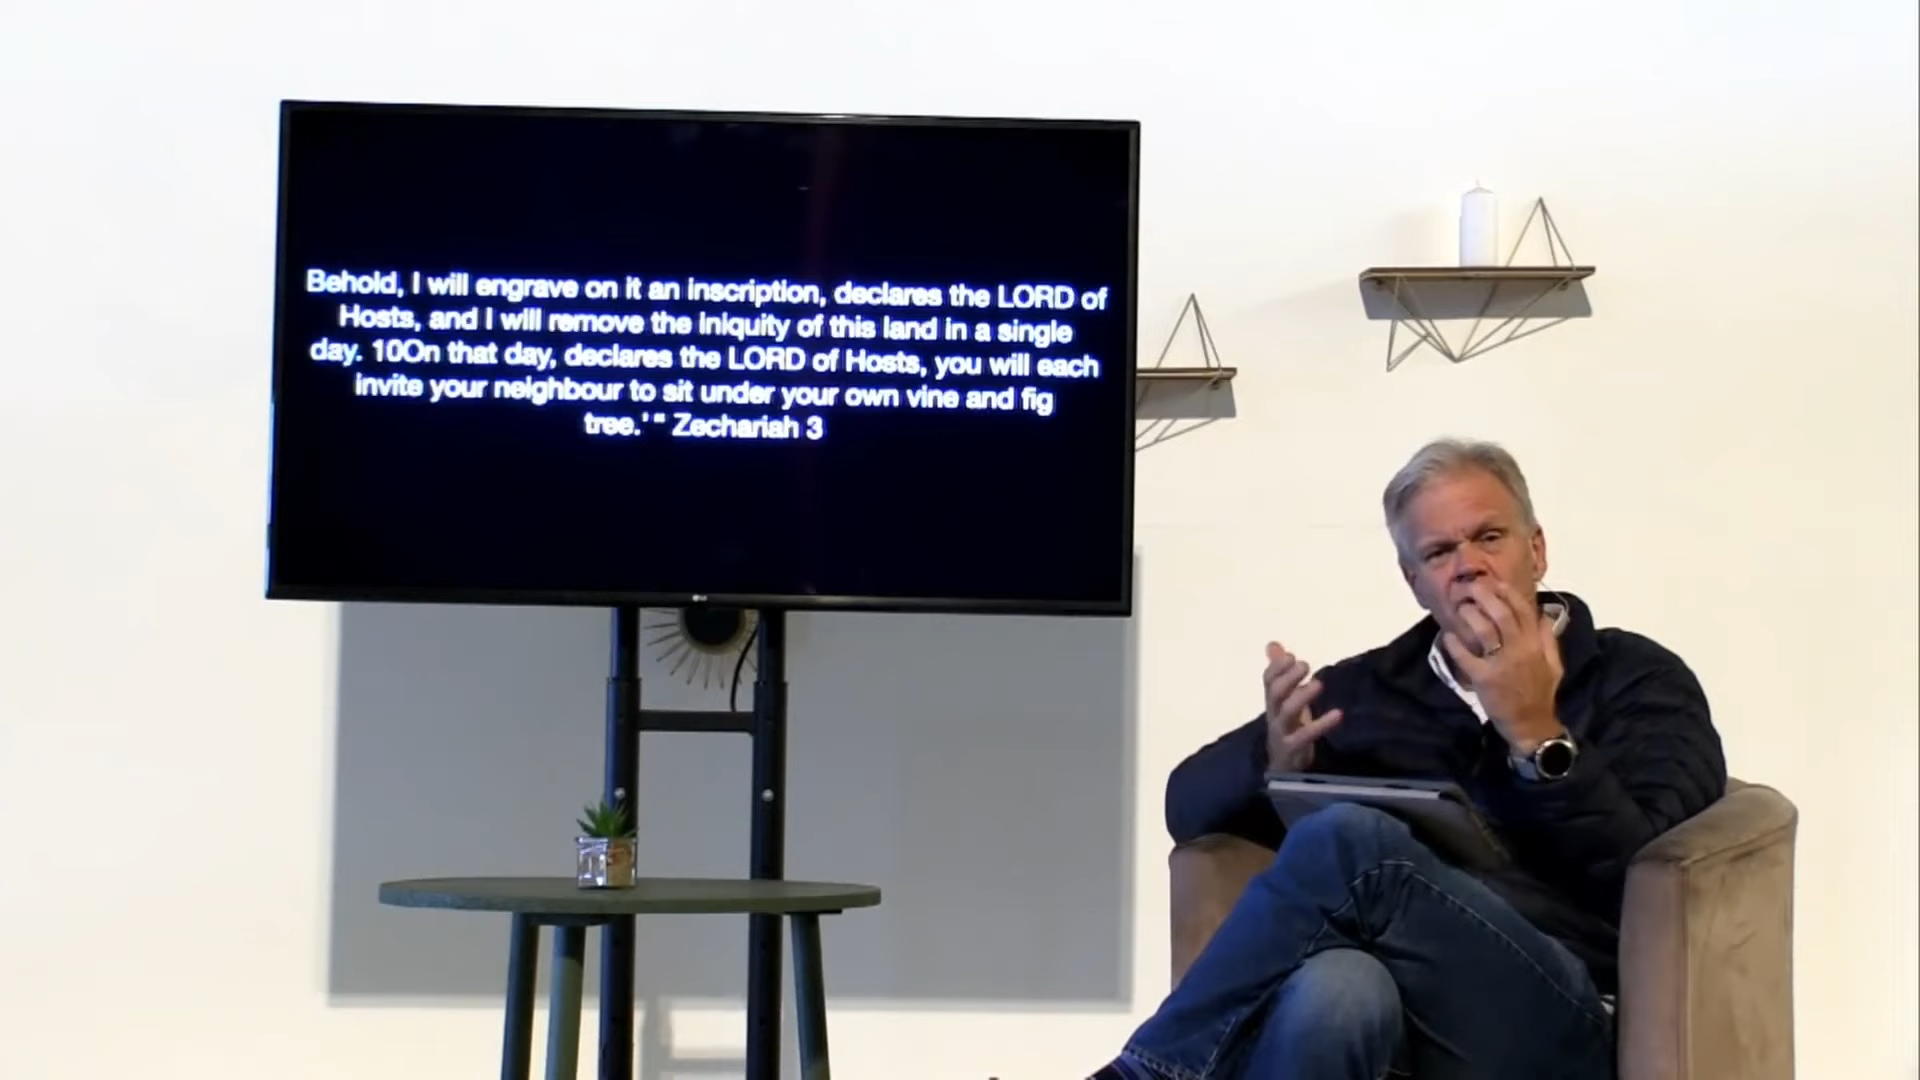 Behold, I will engrave on it an inscription, declares the LORD of
Hosts, and I will remove the iniquity of this land in a single
day. 10On that day, declares the LORD of Hosts, you will each
invite your neighbour to sit under your own vine and fig
tree.' " Zechariah 3